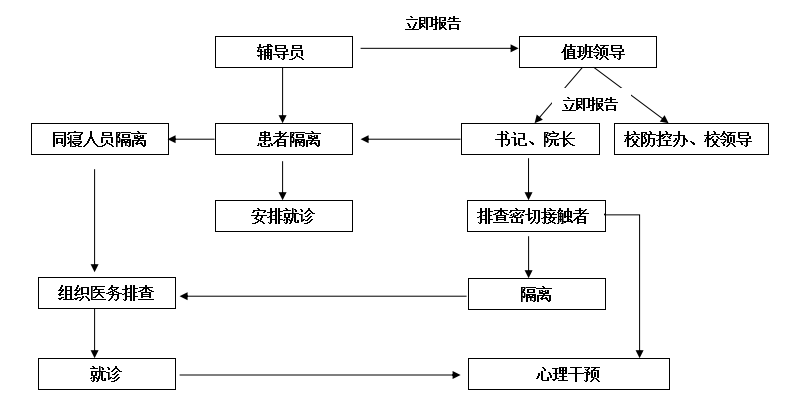 立即报告
辅导员
值班领导
立即报告
同寝人员隔离
患者隔离
书记、院长
校防控办、校领导
安排就诊
排查密切接触者
组织医务排查
隔离
就诊
心理干预